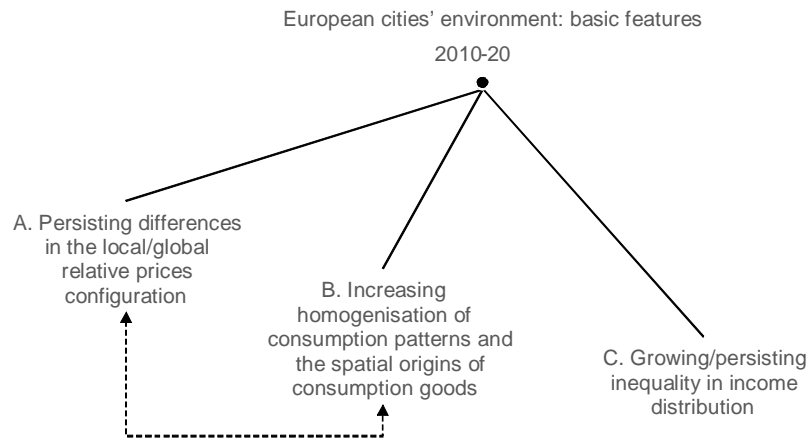 European cities’ environment: basic features
2010-20
A. Persisting differences
in the local/global
relative prices
configuration
B. Increasing
homogenisation of
consumption patterns and
the spatial origins of
consumption goods
C. Growing/persisting
inequality in income
distribution